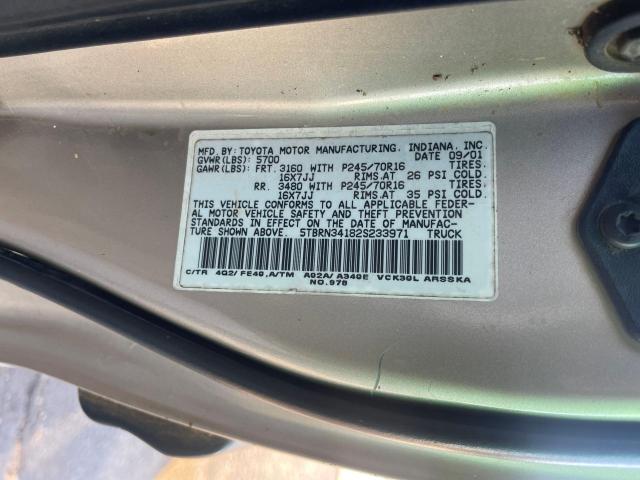 MFD. BY: TOYOTA MOTOR MANUFACTURING, INDIANA, INC.
GVWR(LBS): 5700 DATE 09/01
GAWR(LBS): FRT. 3160 WITH P245/70R16 TIRES.
16X7JJ RIMS.AT 26 PSI COLD.
RR. 3480 WITH P245/70R16 TIRES.
16X7JJ RIMS.AT 35 PSI COLD.
THIS VEHICLE CONFORMS TO ALL APPLICABLE FEDER-
AL MOTOR VEHICLE SAFETY AND THEFT PREVENTION
STANDARDS IN EFFECT ON THE DATE OF MANUFAC-
TURE SHOWN ABOVE. 5TBRN34182S233971 TRUCK
C/TR 4Q2/FE40,A/TM A02A/A340E VCK30L ARSSKA
NO.978